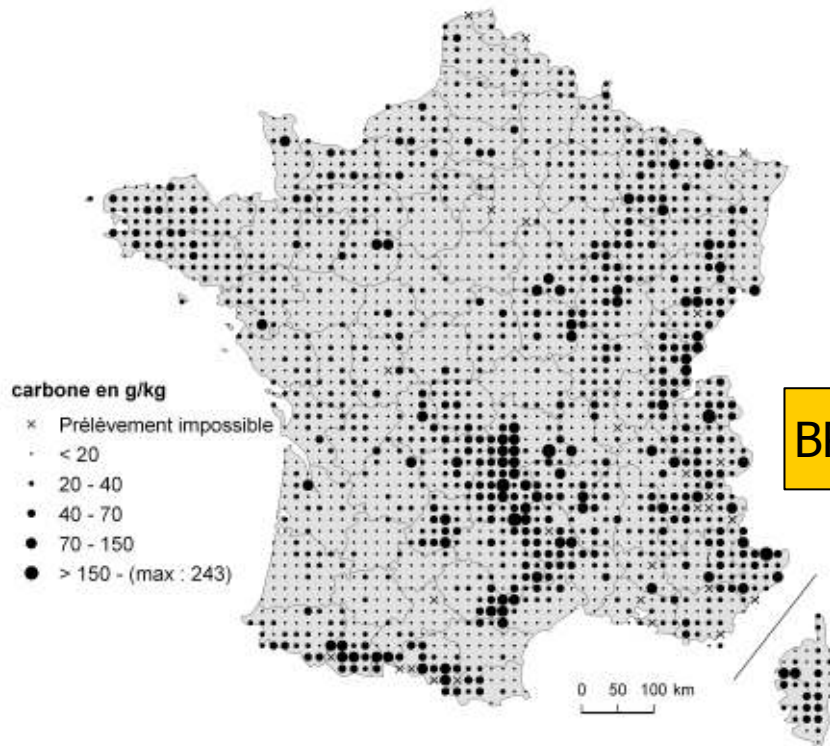 carbone en g/kg
× Prélèvement impossible
< 20
20 - 40
40 - 70
70 - 150
> 150 - (max : 243)
0 50 100 km